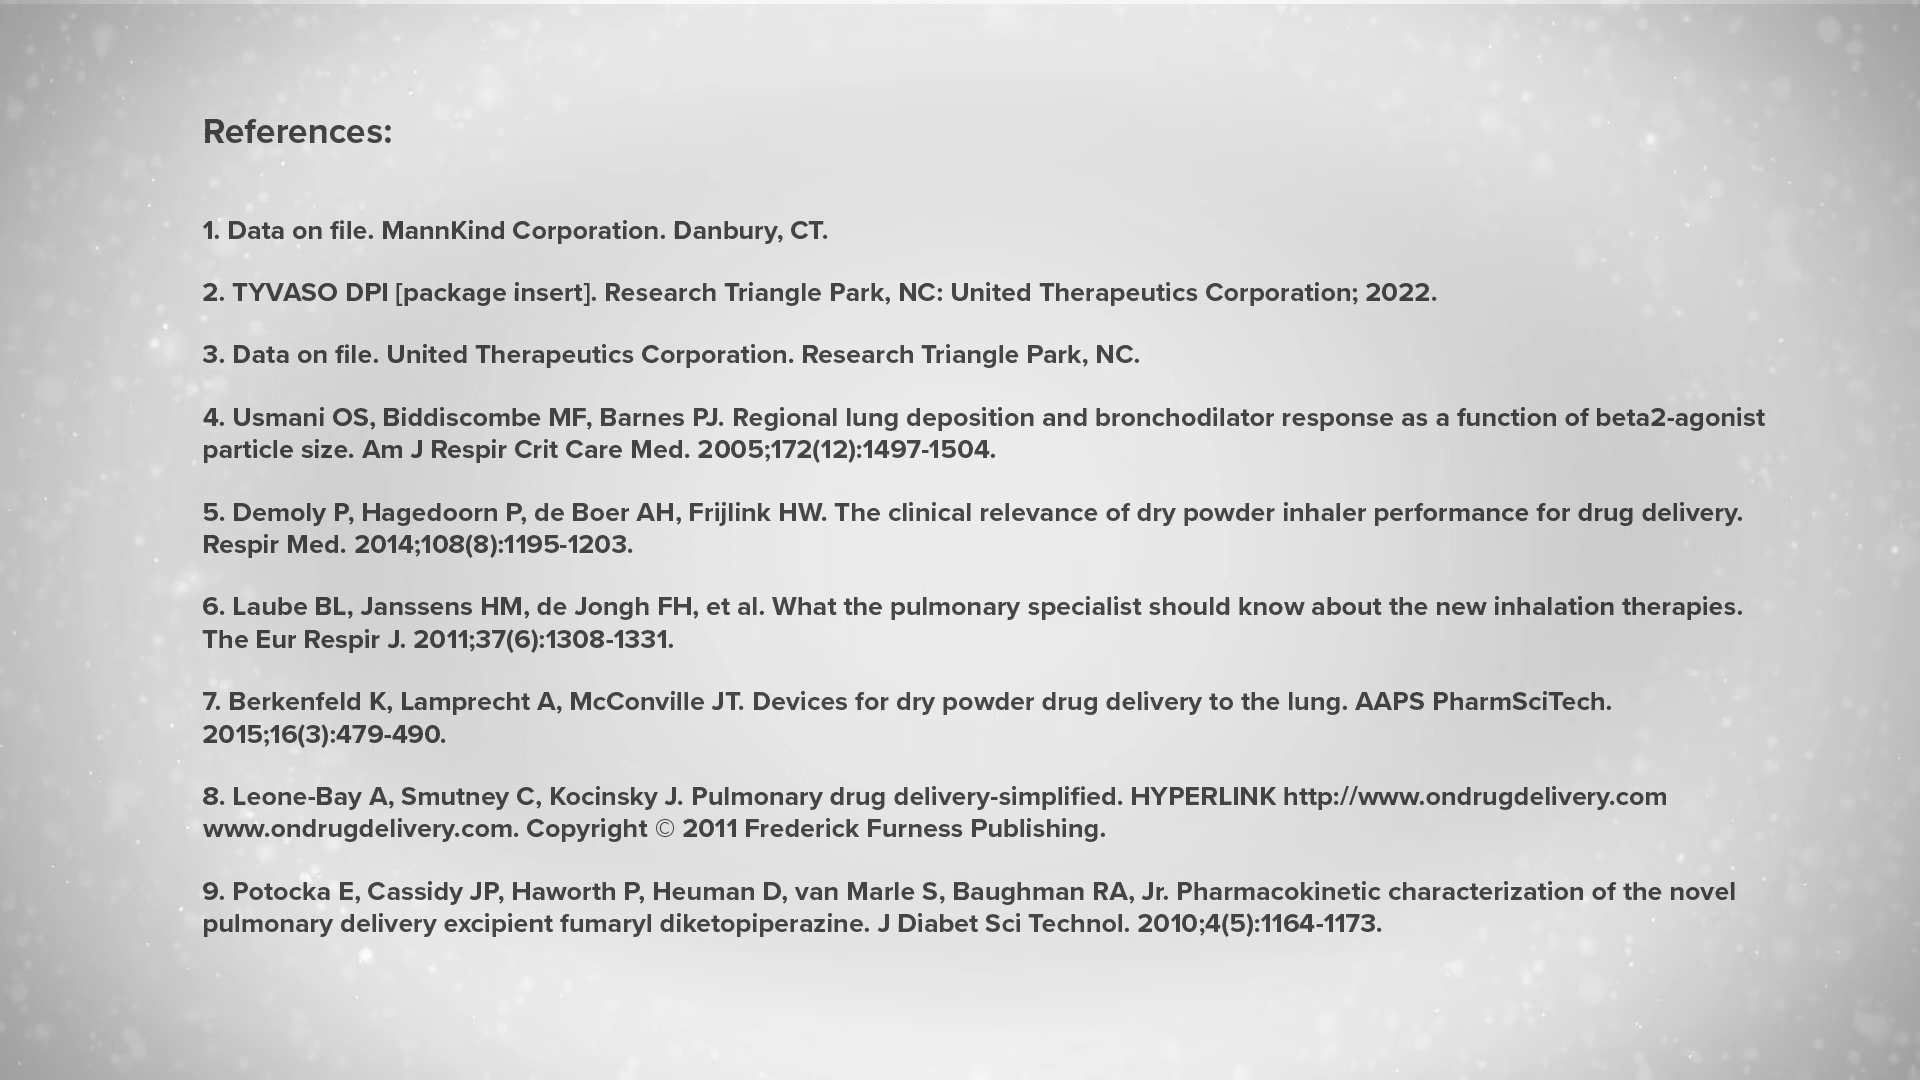 References:
1. Data on file. MannKind Corporation. Danbury, CT.
2. TYVASO DPI [package insert]. Research Triangle Park, NC: United Therapeutics Corporation; 2022.
3. Data on file. United Therapeutics Corporation. Research Triangle Park, NC.
4. Usmani OS, Biddiscombe MF, Barnes PJ. Regional lung deposition and bronchodilator response as a function of beta2-agonist
particle size. Am J Respir Crit Care Med. 2005;172(12):1497-1504.
5. Demoly P, Hagedoorn P, de Boer AH, Frijlink HW. The clinical relevance of dry powder inhaler performance for drug delivery.
Respir Med. 2014;108(8):1195-1203.
6. Laube BL, Janssens HM, de Jongh FH, et al. What the pulmonary specialist should know about the new inhalation therapies.
The Eur Respir J. 2011;37(6):1308-1331.
7. Berkenfeld K, Lamprecht A, McConville JT. Devices for dry powder drug delivery to the lung. AAPS PharmSciTech.
2015;16(3):479-490.
8. Leone-Bay A, Smutney C, Kocinsky J. Pulmonary drug delivery-simplified. HYPERLINK http://www.ondrugdelivery.com
www.ondrugdelivery.com. Copyright © 2011 Frederick Furness Publishing.
9. Potocka E, Cassidy JP, Haworth P, Heuman D, van Marle S, Baughman RA, Jr. Pharmacokinetic characterization of the novel
pulmonary delivery excipient fumaryl diketopiperazine. J Diabet Sci Technol. 2010;4(5):1164-1173.